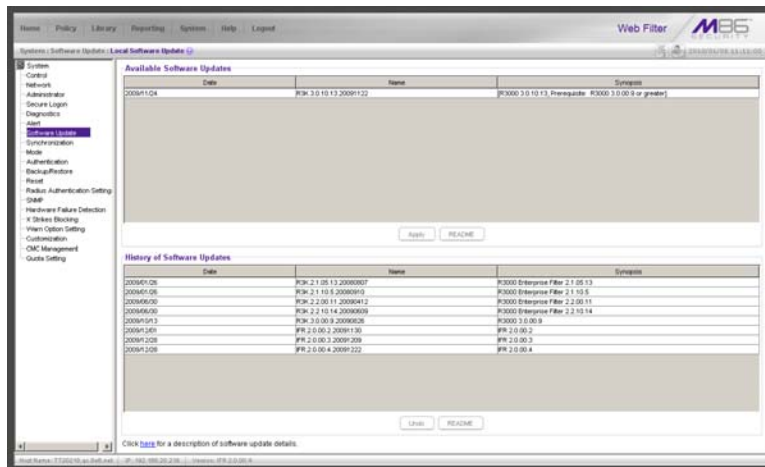 Home Policy Library Reporting System Help Logout
Web Filter M86 SECURITY
System : Software Update : Local Software Update
System
Control
Network
Administrator
Secure Logon
Diagnostics
Alert
Software Update
Synchronization
Mode
Authentication
Backup/Restore
Reset
Radius Authentication Setting
SNMP
Hardware Failure Detection
X Strikes Blocking
Warn Option Setting
Customization
CMC Management
Quota Setting
Available Software Updates
Date Name Synopsis
2009/11/24 R3K.3.0.10.13.20091122 [R3000 3.0.10.13, Prerequisite: R3000 3.0.00.9 or greater]
Apply README
History of Software Updates
Date Name Synopsis
R3K.2.1.05.13.20080807 R3000 Enterprise Filter 2.1.05.13
R3K.2.1.10.5.20080910 R3000 Enterprise Filter 2.1.10.5
2009/06/30 R3K.2.2.00.11.20090412 R3000 Enterprise Filter 2.2.00.11
2009/06/30 R3K.2.2.10.14.20090609 R3000 Enterprise Filter 2.2.10.14
2009/10/13 R3K.3.0.00.9.20090826 R3000 3.0.00.9
2009/12/01 IFR.2.0.00.2.20091130 IFR 2.0.00.2
2009/12/28 IFR.2.0.00.3.20091209 IFR 2.0.00.3
2009/12/28 IFR.2.0.00.4.20091222 IFR 2.0.00.4
Undo README
Click here for a description of software update details.
Version: IFR 2.0.00.4